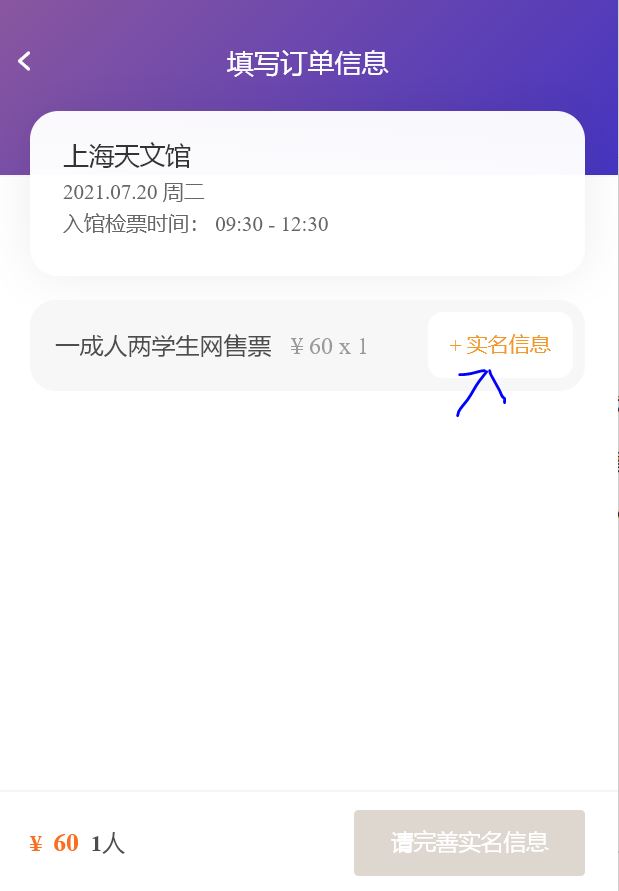 填写订单信息
上海天文馆
2021.07.20 周二
入馆检票时间： 09:30 - 12:30
一成人两学生网售票 ¥ 60 x 1 + 实名信息
¥ 60 1人 请完善实名信息